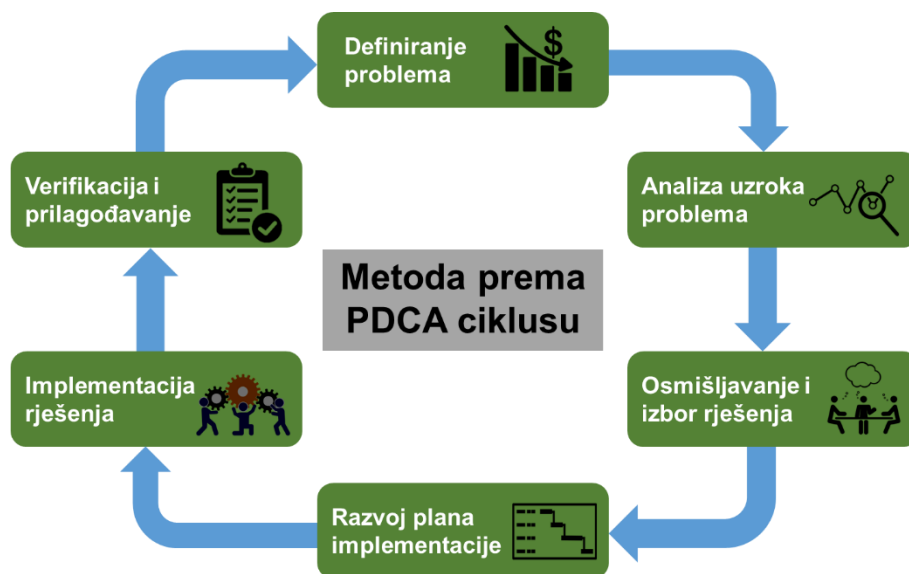 Definiranje
problema
$
Analiza uzroka
problema
Osmišljavanje i
izbor rješenja
Razvoj plana
implementacije
Implementacija
rješenja
Verifikacija i
prilagođavanje
Metoda prema
PDCA ciklusu